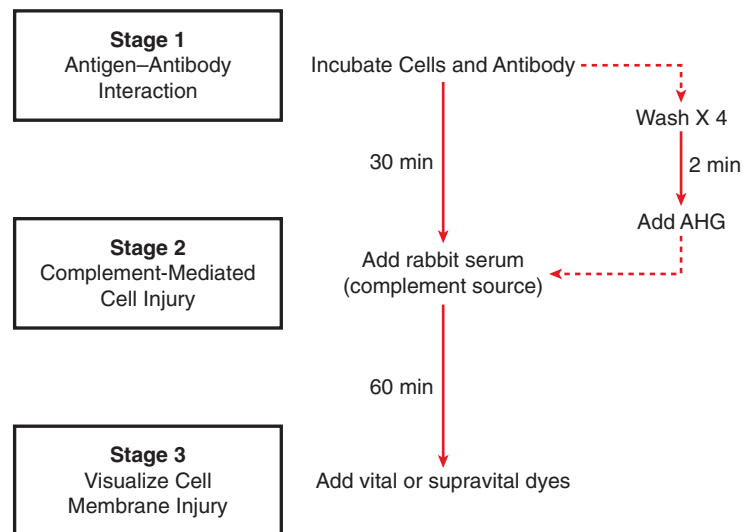 Stage 1
Antigen–Antibody
Interaction
Incubate Cells and Antibody
Wash X 4
2 min
30 min
Add AHG
Stage 2
Complement-Mediated
Cell Injury
Add rabbit serum
(complement source)
60 min
Stage 3
Visualize Cell
Membrane Injury
Add vital or supravital dyes